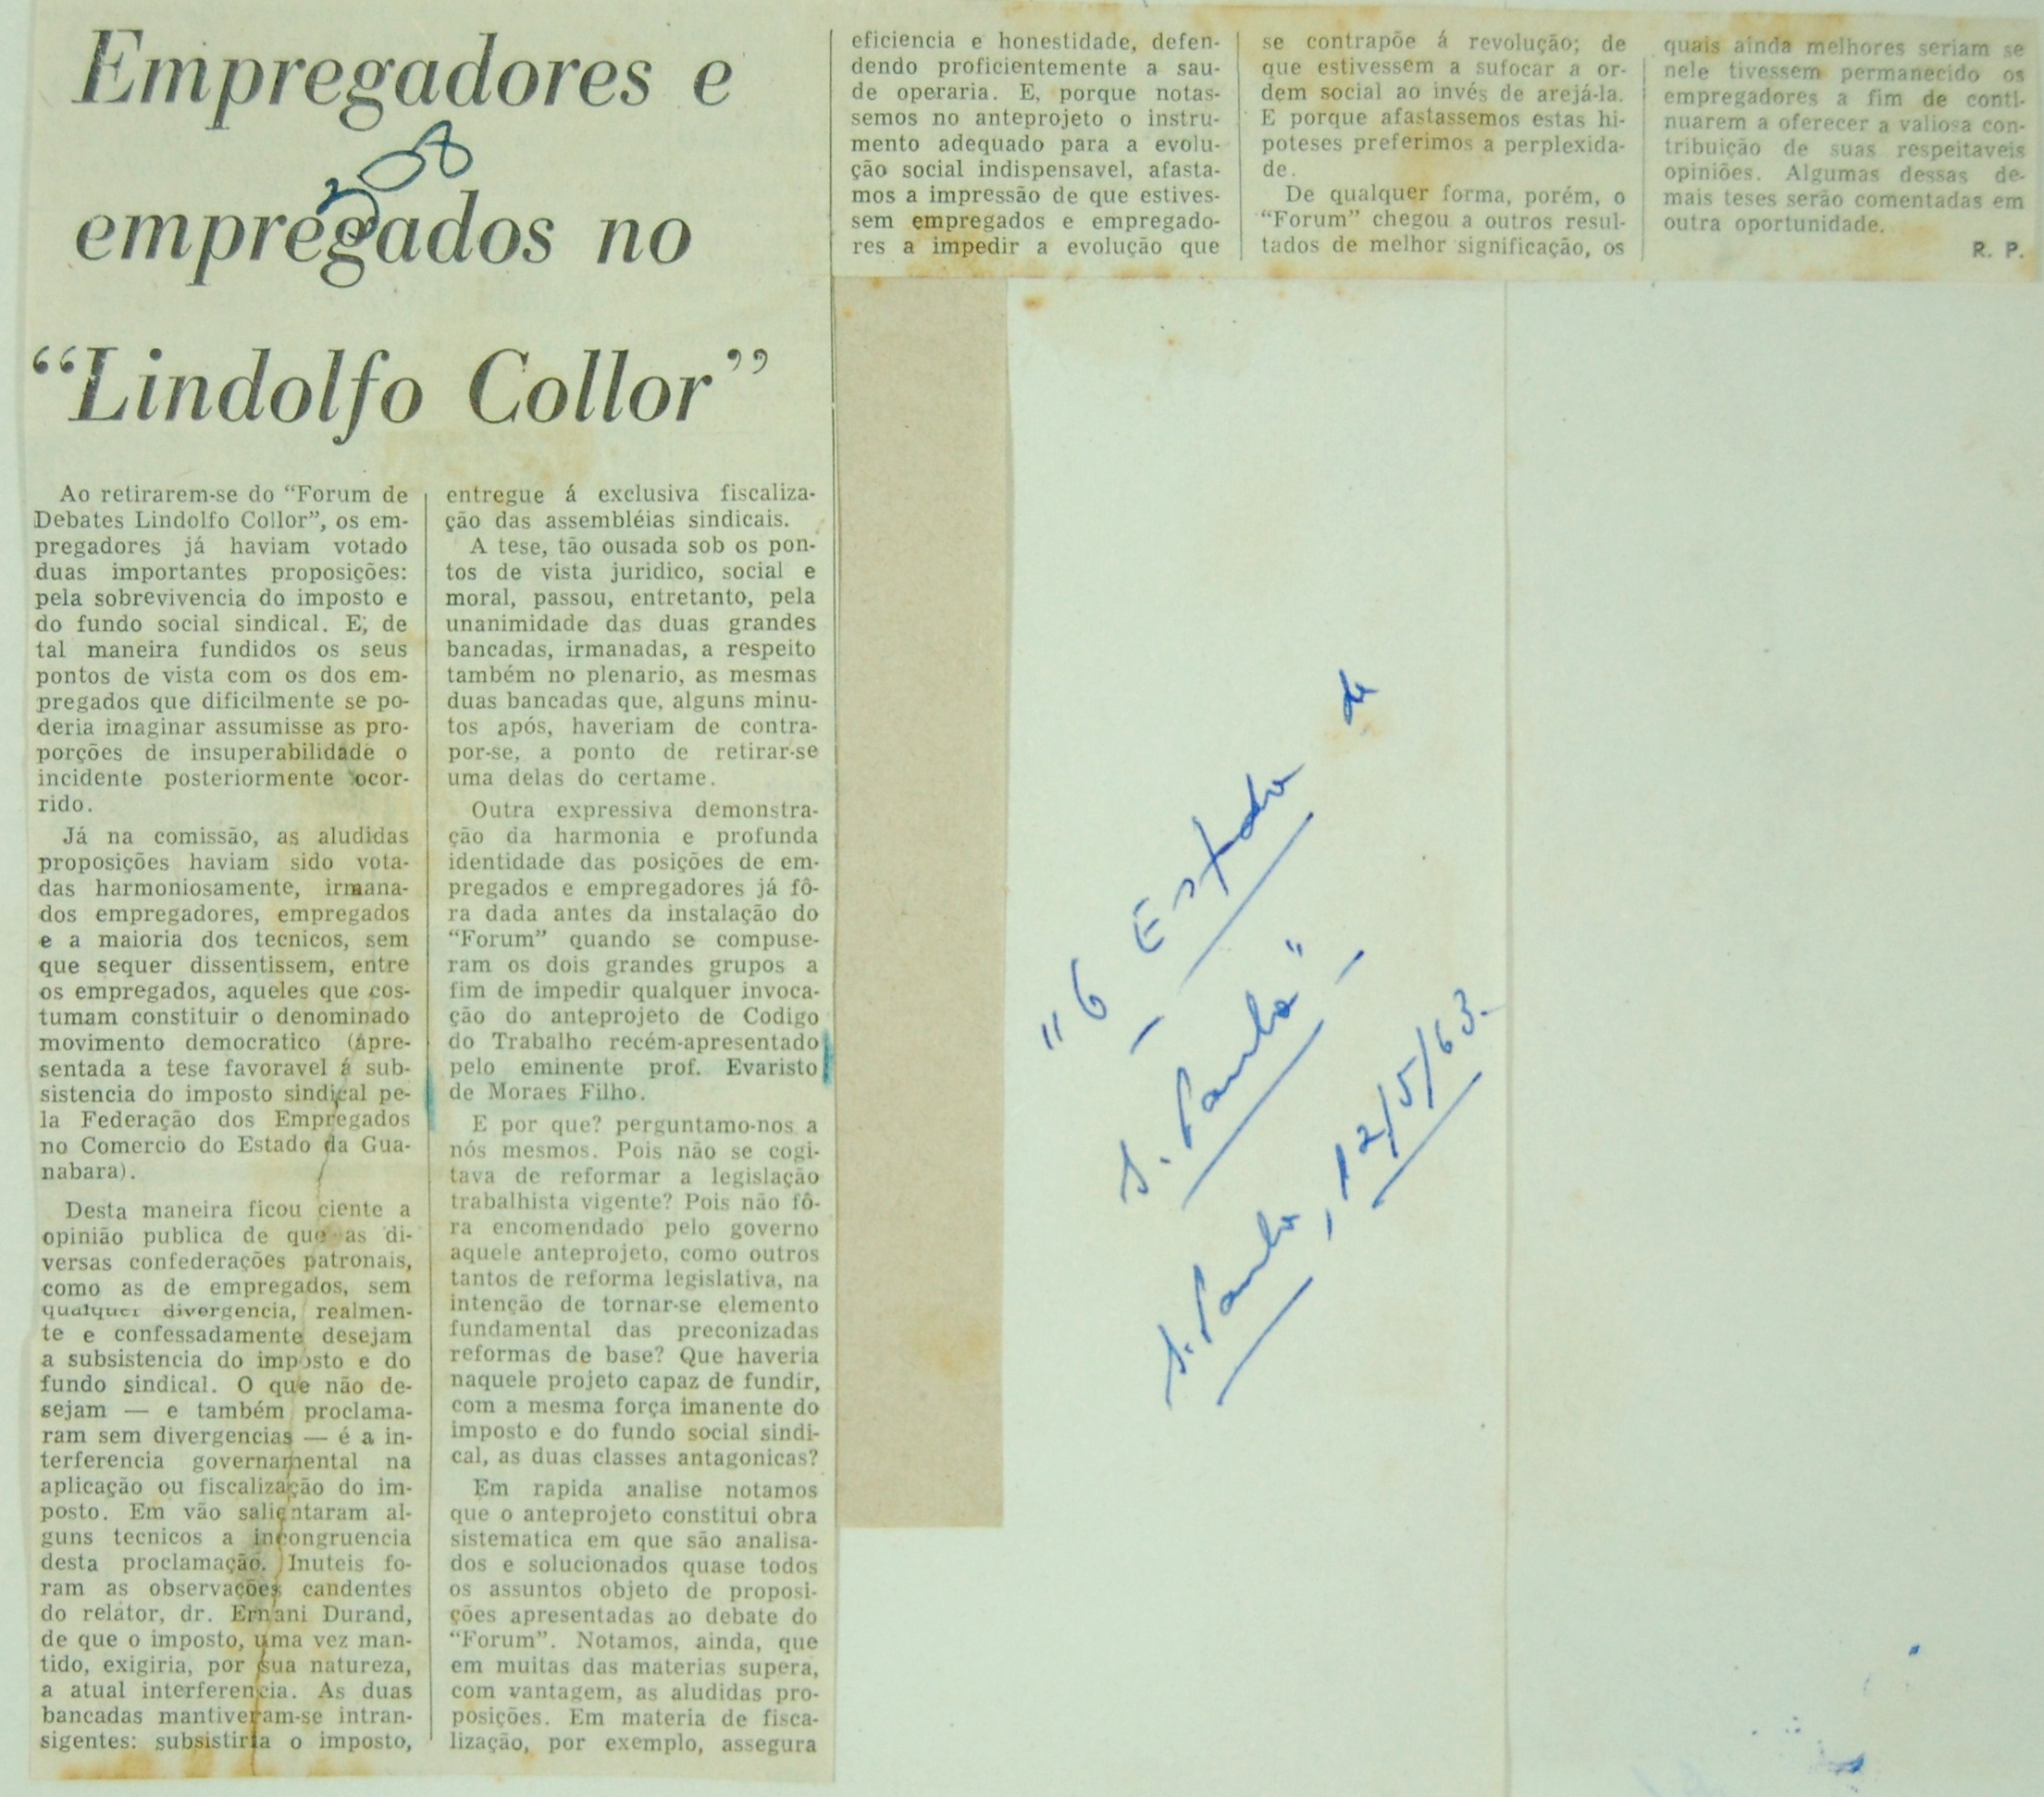 Empregadores e
empregados no
“Lindolfo Collor”
Ao retirarem-se do “Forum de
Debates Lindolfo Collor”, os em-
pregadores já haviam votado
duas importantes proposições:
pela sobrevivencia do imposto e
do fundo social sindical. E, de
tal maneira fundidos os seus
pontos de vista com os dos em-
pregados que dificilmente se po-
deria imaginar assumisse as pro-
porções de insuperabilidade o
incidente posteriormente ocor-
rido.
Já na comissão, as aludidas
proposições haviam sido vota-
das harmoniosamente, irmana-
dos empregadores, empregados
e a maioria dos tecnicos, sem
que sequer dissentissem, entre
os empregados, aqueles que cos-
tumam constituir o denominado
movimento democratico (apre-
sentada a tese favoravel á sub-
sistencia do imposto sindical pe-
la Federação dos Empregados
no Comercio do Estado da Gua-
nabara).
Desta maneira ficou ciente a
opinião publica de que as di-
versas confederações patronais,
como as de empregados, sem
qualquer divergencia, realmen-
te e confessadamente desejam
a subsistencia do imposto e do
fundo sindical. O que não de-
sejam — e também proclama-
ram sem divergencias — é a in-
terferencia governamental na
aplicação ou fiscalização do im-
posto. Em vão salientaram al-
guns tecnicos a incongruencia
desta proclamação. Inuteis fo-
ram as observações candentes
do relator, dr. Ernani Durand,
de que o imposto, uma vez man-
tido, exigiria, por sua natureza,
a atual interferencia. As duas
bancadas mantiveram-se intran-
sigentes: subsistiria o imposto,
entregue á exclusiva fiscaliza-
ção das assembléias sindicais.
A tese, tão ousada sob os pon-
tos de vista juridico, social e
moral, passou, entretanto, pela
unanimidade das duas grandes
bancadas, irmanadas, a respeito
também no plenario, as mesmas
duas bancadas que, alguns minu-
tos após, haveriam de contra-
por-se, a ponto de retirar-se
uma delas do certame.
Outra expressiva demonstra-
ção da harmonia e profunda
identidade das posições de em-
pregados e empregadores já fô-
ra dada antes da instalação do
“Forum” quando se compuse-
ram os dois grandes grupos a
fim de impedir qualquer invoca-
ção do anteprojeto de Codigo
do Trabalho recém-apresentado
pelo eminente prof. Evaristo
de Moraes Filho.
E por que? perguntamo-nos a
nós mesmos. Pois não se cogi-
tava de reformar a legislação
trabalhista vigente? Pois não fô-
ra encomendado pelo governo
aquele anteprojeto, como outros
tantos de reforma legislativa, na
intenção de tornar-se elemento
fundamental das preconizadas
reformas de base? Que haveria
naquele projeto capaz de fundir,
com a mesma força imanente do
imposto e do fundo social sindi-
cal, as duas classes antagonicas?
Em rapida analise notamos
que o anteprojeto constitui obra
sistematica em que são analisa-
dos e solucionados quase todos
os assuntos objeto de proposi-
ções apresentadas ao debate do
“Forum”. Notamos, ainda, que
em muitas das materias supera,
com vantagem, as aludidas pro-
posições. Em materia de fisca-
lização, por exemplo, assegura
eficiencia e honestidade, defen-
dendo proficientemente a sau-
de operaria. E, porque notas-
semos no anteprojeto o instru-
mento adequado para a evolu-
ção social indispensavel, afasta-
mos a impressão de que estives-
sem empregados e empregado-
res a impedir a evolução que
se contrapõe á revolução; de
que estivessem a sufocar a or-
dem social ao invés de arejá-la.
E porque afastassemos estas hi-
poteses preferimos a perplexida-
de.
De qualquer forma, porém, o
“Forum” chegou a outros resul-
tados de melhor significação, os
quais ainda melhores seriam se
nele tivessem permanecido os
empregadores a fim de conti-
nuarem a oferecer a valiosa con-
tribuição de suas respeitaveis
opiniões. Algumas dessas de-
mais teses serão comentadas em
outra oportunidade.
R. P.
"O Estado de
S. Paulo" -
S. Paulo, 12/5/63.